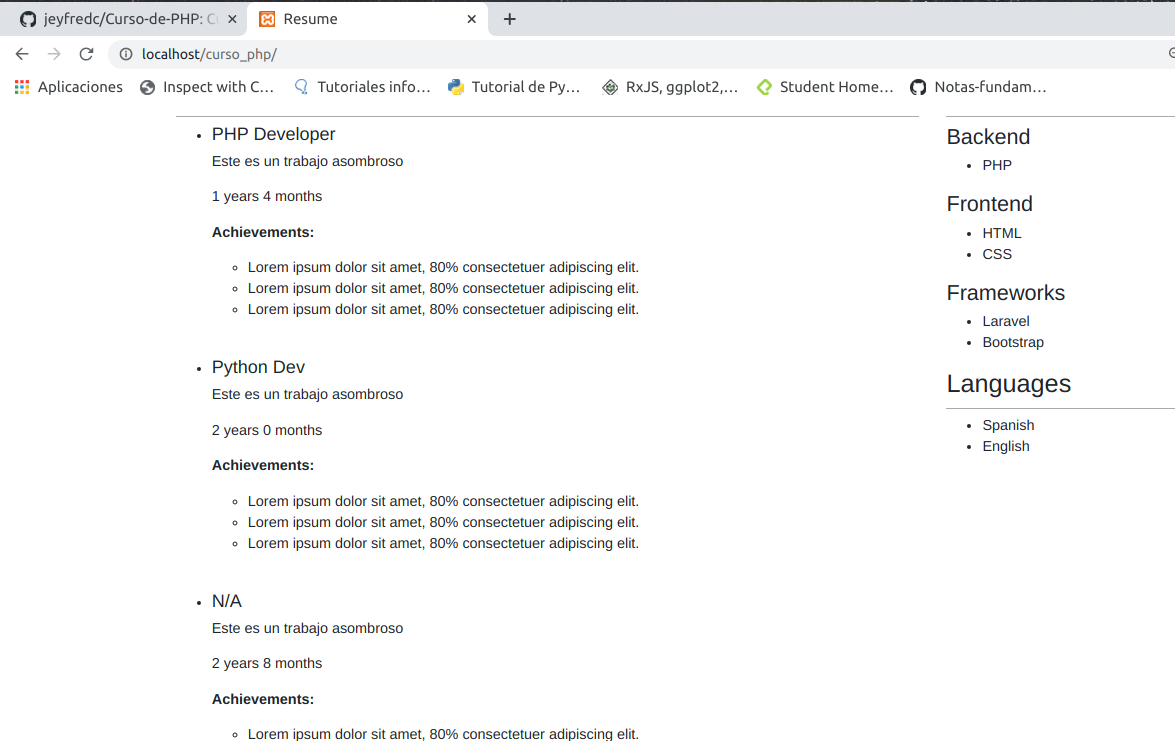 jeyfredc/Curso-de-PHP: C
Resume
localhost/curso_php/
Aplicaciones
Inspect with C...
Tutoriales info...
Tutorial de Py...
RxJS, ggplot2,...
Student Home...
Notas-fundam...
PHP Developer
Este es un trabajo asombroso
1 years 4 months
Achievements:
Lorem ipsum dolor sit amet, 80% consectetuer adipiscing elit.
Lorem ipsum dolor sit amet, 80% consectetuer adipiscing elit.
Lorem ipsum dolor sit amet, 80% consectetuer adipiscing elit.
Python Dev
Este es un trabajo asombroso
2 years 0 months
Achievements:
Lorem ipsum dolor sit amet, 80% consectetuer adipiscing elit.
Lorem ipsum dolor sit amet, 80% consectetuer adipiscing elit.
Lorem ipsum dolor sit amet, 80% consectetuer adipiscing elit.
N/A
Este es un trabajo asombroso
2 years 8 months
Achievements:
Lorem ipsum dolor sit amet, 80% consectetuer adipiscing elit.
Backend
PHP
Frontend
HTML
CSS
Frameworks
Laravel
Bootstrap
Languages
Spanish
English